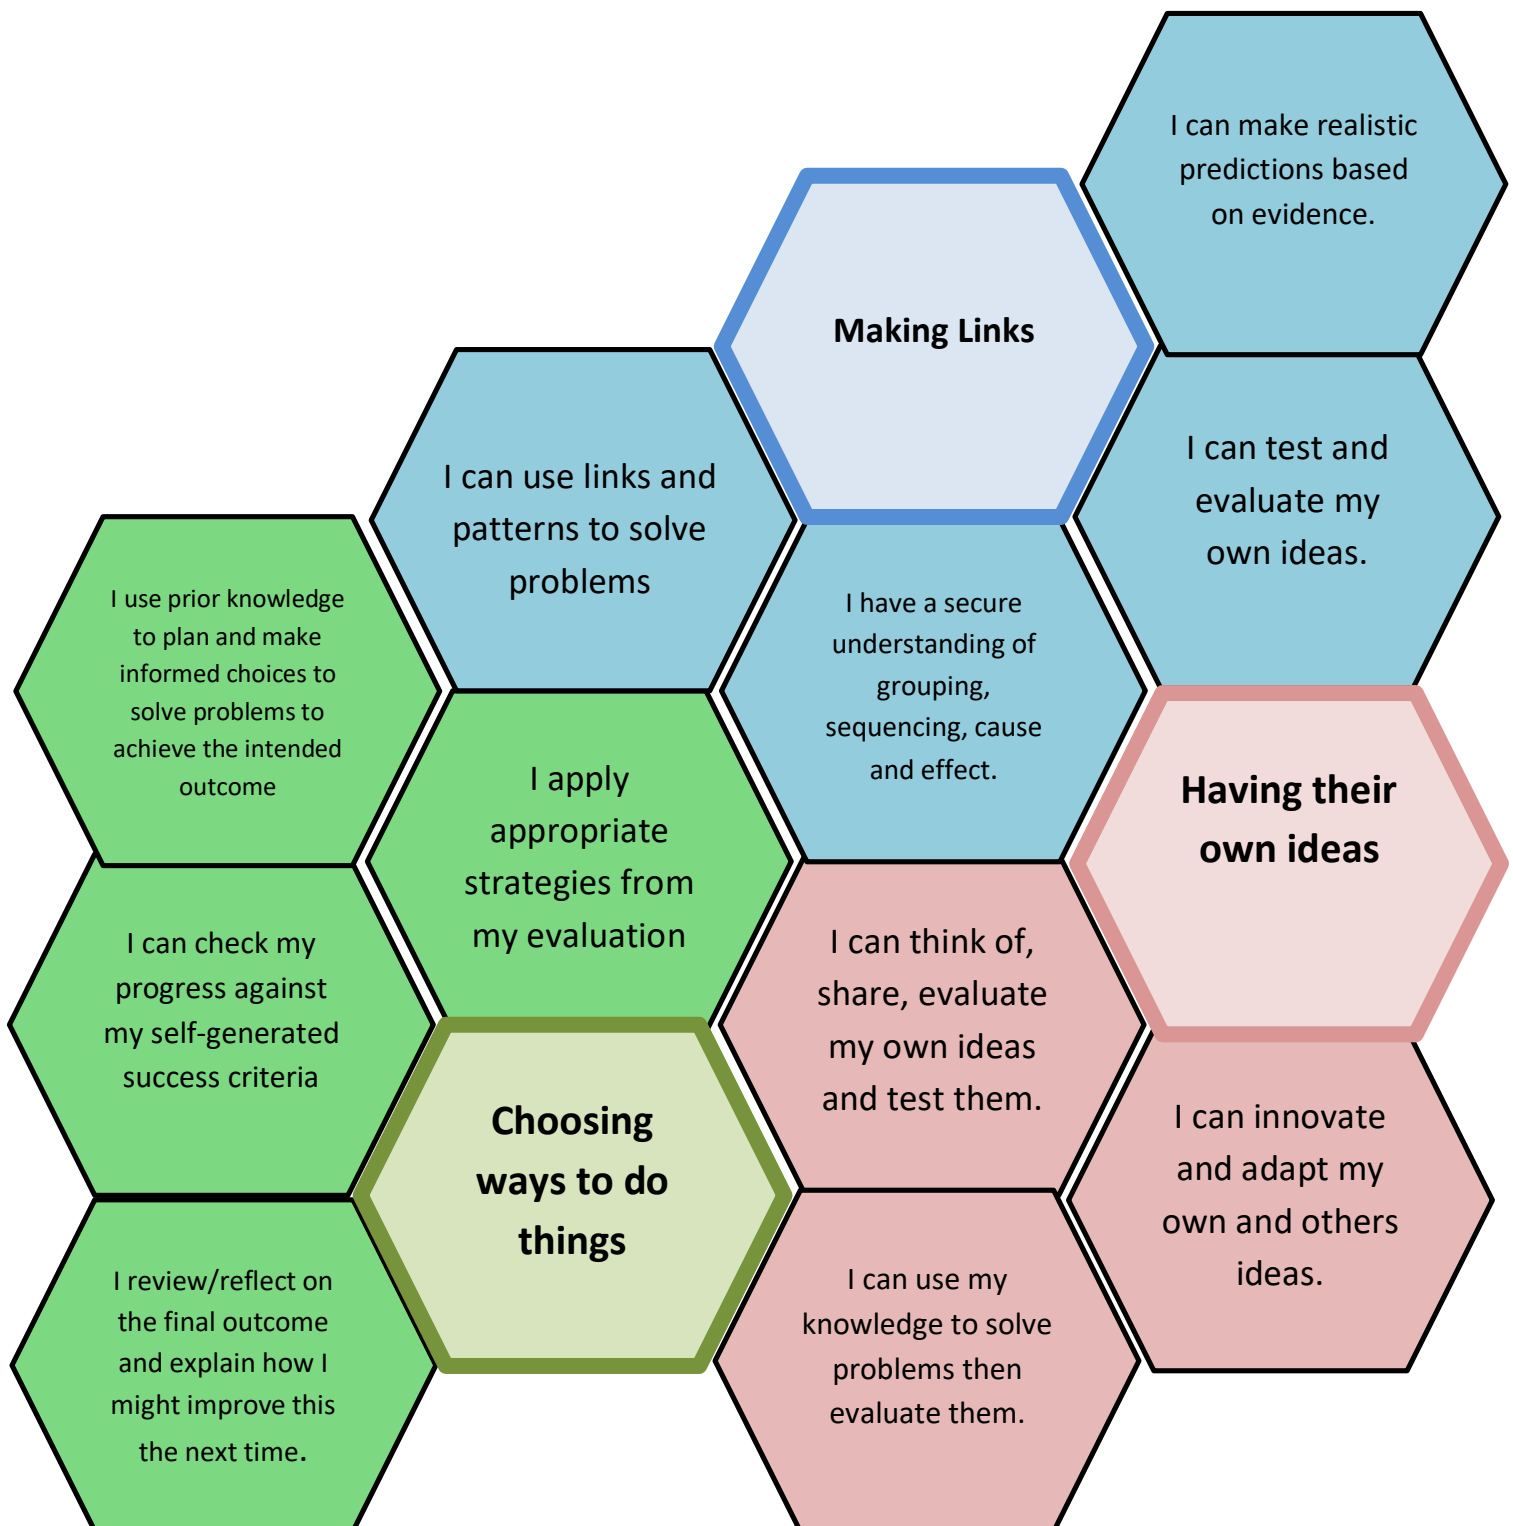 I can make realistic
predictions based
on evidence.
Making Links
I can use links and
patterns to solve
problems
I can test and
evaluate my
own ideas.
I use prior knowledge
to plan and make
informed choices to
solve problems to
achieve the intended
outcome
I have a secure
understanding of
grouping,
sequencing, cause
and effect.
I apply
appropriate
strategies from
my evaluation
Having their
own ideas
I can check my
progress against
my self-generated
success criteria
I can think of,
share, evaluate
my own ideas
and test them.
Choosing
ways to do
things
I can innovate
and adapt my
own and others
ideas.
I review/reflect on
the final outcome
and explain how I
might improve this
the next time.
I can use my
knowledge to solve
problems then
evaluate them.